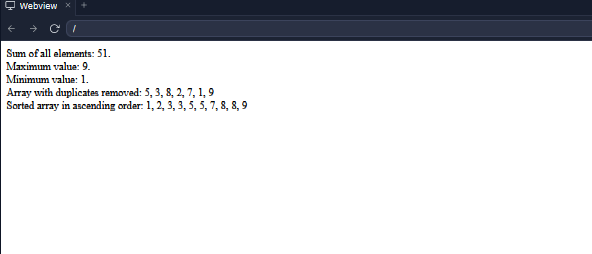 Webview
/
Sum of all elements: 51.
Maximum value: 9.
Minimum value: 1.
Array with duplicates removed: 5, 3, 8, 2, 7, 1, 9
Sorted array in ascending order: 1, 2, 3, 3, 5, 5, 7, 8, 8, 9